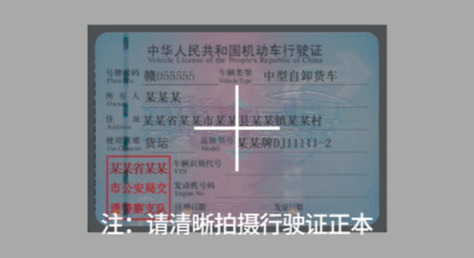 中华人民共和国机动车行驶证
Vehicle License of the People's Republic of China
号牌号码 赣D55555 车辆类型 中型自卸货车
Plate No. Vehicle Type
所有人 某某某
Owner
住址 某某省某某市某某县某某镇某某村
Address
使用性质 货运 品牌型号 某某牌DJ11111-2
Use Character Model
某某省某某 车辆识别代号
VIN
市公安局交 发动机号码
Engine No.
通警察支队 注册日期 发证日期
注：请清晰拍摄行驶证正本